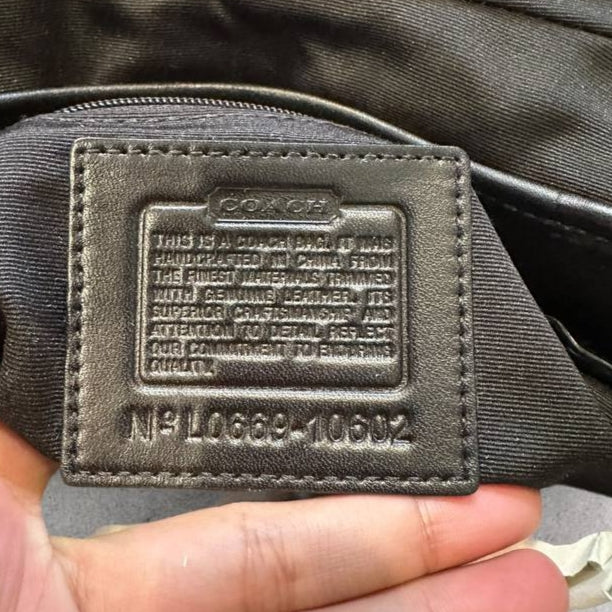 COACH
THIS IS A COACH BAG. IT WAS
HANDCRAFTED IN CHINA FROM
THE FINEST MATERIALS TRIMMED
WITH GENUINE LEATHER. ITS
SUPERIOR CRAFTSMANSHIP AND
ATTENTION TO DETAIL REFLECT
OUR COMMITMENT TO ENDURING
QUALITY.
Nº L0669-10602